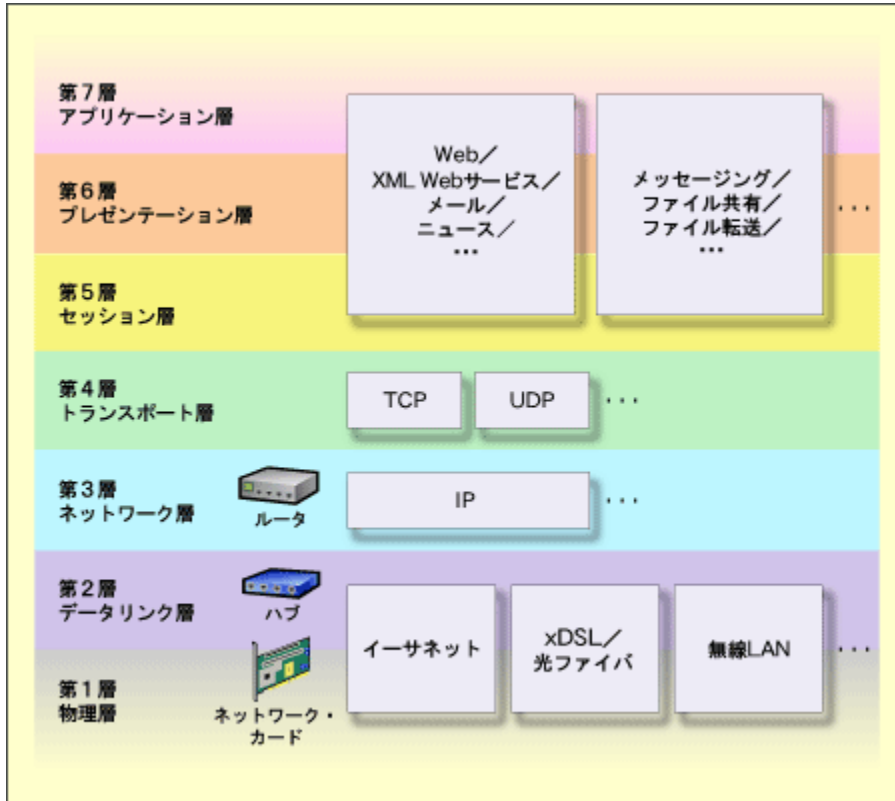 第7層
アプリケーション層
第6層
プレゼンテーション層
第5層
セッション層
Web／
XML Webサービス／
メール／
ニュース／
…
メッセージング／
ファイル共有／
ファイル転送／
…
…
第4層
トランスポート層
TCP
UDP
…
第3層
ネットワーク層
ルータ
IP
…
第2層
データリンク層
ハブ
第1層
物理層
ネットワーク・
カード
イーサネット
xDSL／
光ファイバ
無線LAN
…